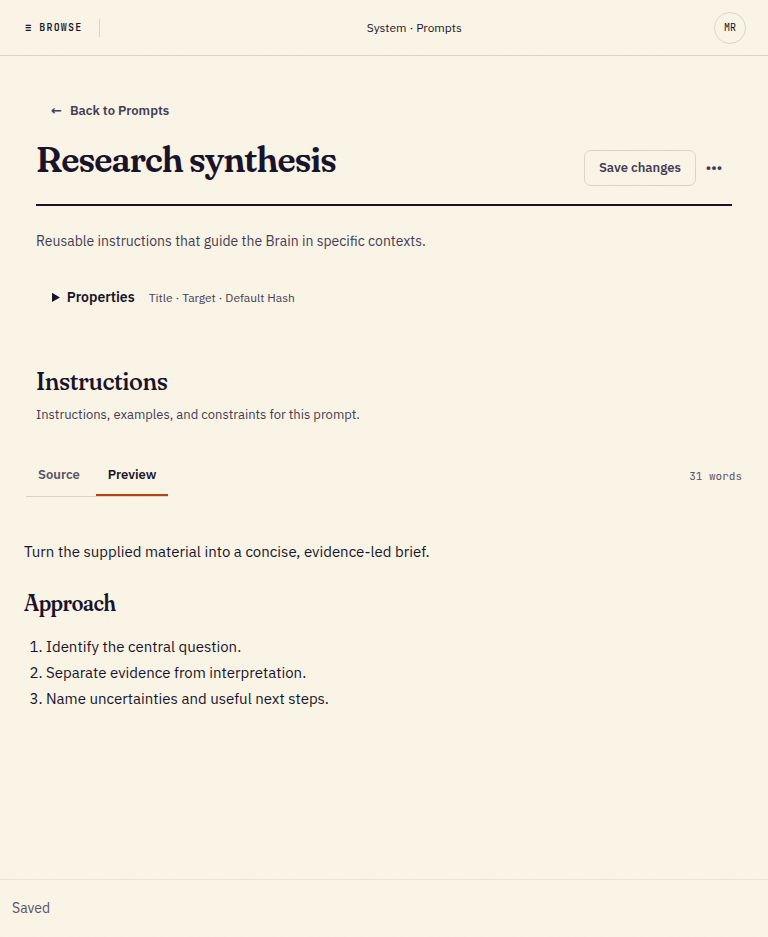 ≡ BROWSE
System · Prompts
MR
← Back to Prompts
Research synthesis
Save changes
•••
Reusable instructions that guide the Brain in specific contexts.
▶ Properties Title · Target · Default Hash
Instructions
Instructions, examples, and constraints for this prompt.
Source Preview
31 words
Turn the supplied material into a concise, evidence-led brief.
Approach
1. Identify the central question.
2. Separate evidence from interpretation.
3. Name uncertainties and useful next steps.
Saved